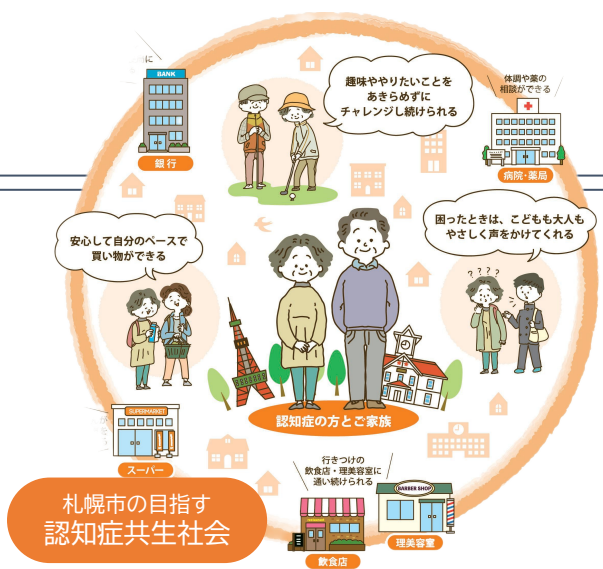 に
BANK
銀行
趣味ややりたいことを
あきらめずに
チャレンジし続けられる
体調や薬の
相談ができる
病院・薬局
安心して自分のペースで
買い物ができる
困ったときは、こどもも大人も
やさしく声をかけてくれる
????
認知症の方とご家族
SUPERMARKET
スーパー
行きつけの
飲食店・理美容室に
通い続けられる
BARBER SHOP
理美容室
飲食店
札幌市の目指す
認知症共生社会